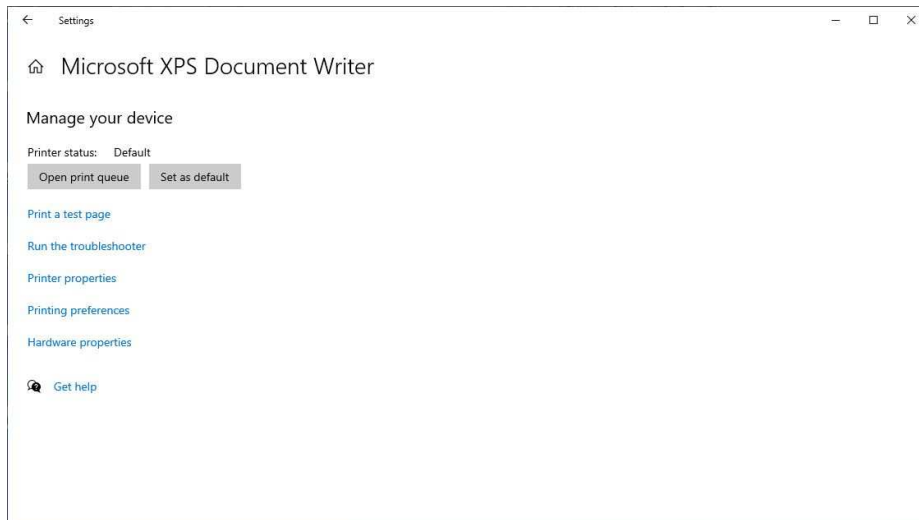 Settings
Microsoft XPS Document Writer
Manage your device
Printer status: Default
Open print queue Set as default
Print a test page
Run the troubleshooter
Printer properties
Printing preferences
Hardware properties
Get help